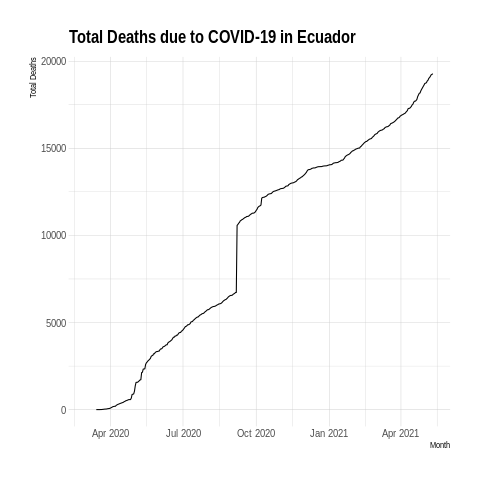 Total Deaths due to COVID-19 in Ecuador
Total Deaths
20000
15000
10000
5000
0
Apr 2020 Jul 2020 Oct 2020 Jan 2021 Apr 2021
Month